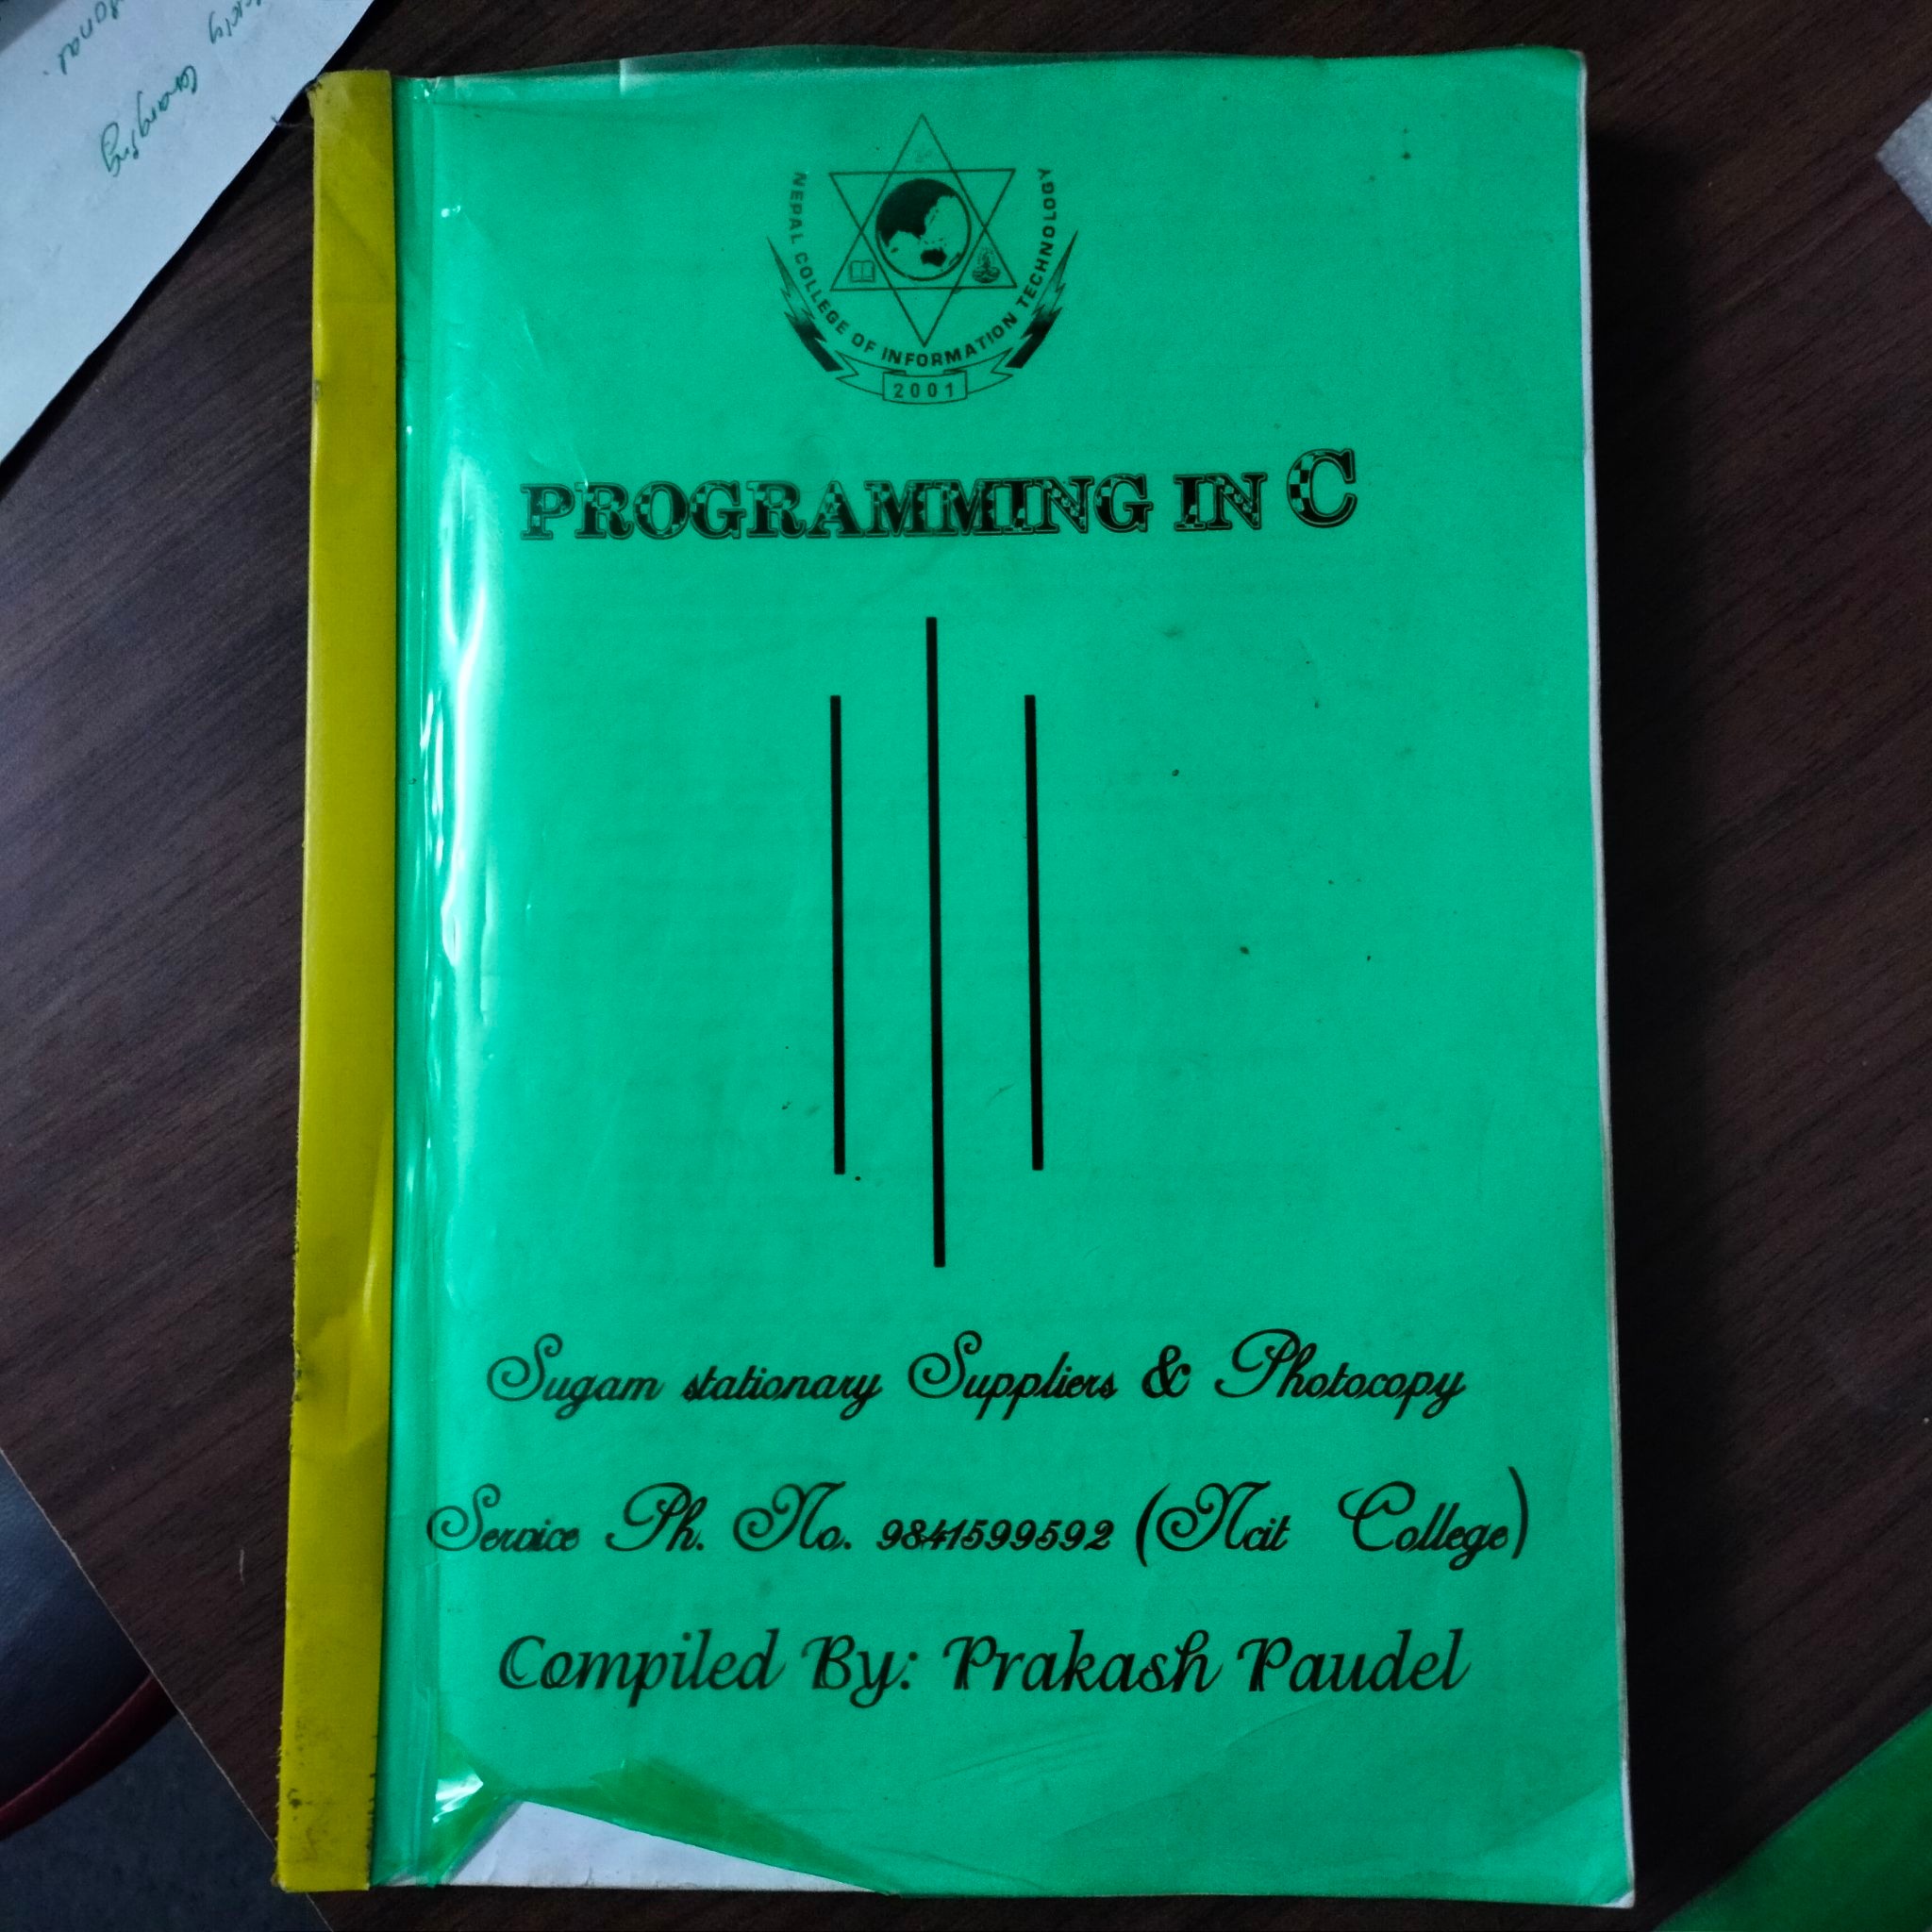 NEPAL COLLEGE OF INFORMATION TECHNOLOGY
2001
PROGRAMMING IN C
Sugam stationary Suppliers & Photocopy
Service Ph. No. 9841599592 (Ncit College)
Compiled By: Prakash Paudel